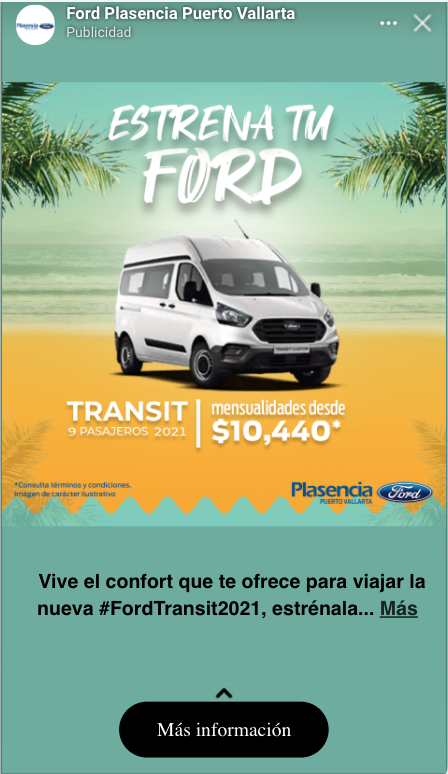 Ford Plasencia Puerto Vallarta
Publicidad
Plasencia Ford
ESTRENA TU
FORD
TRANSIT
9 PASAJEROS 2021
mensualidades desde
$10,440*
*Consulta términos y condiciones.
Imagen de carácter ilustrativo
Plasencia
PUERTO VALLARTA
Ford
Vive el confort que te ofrece para viajar la
nueva #FordTransit2021, estrénala... Más
Más información